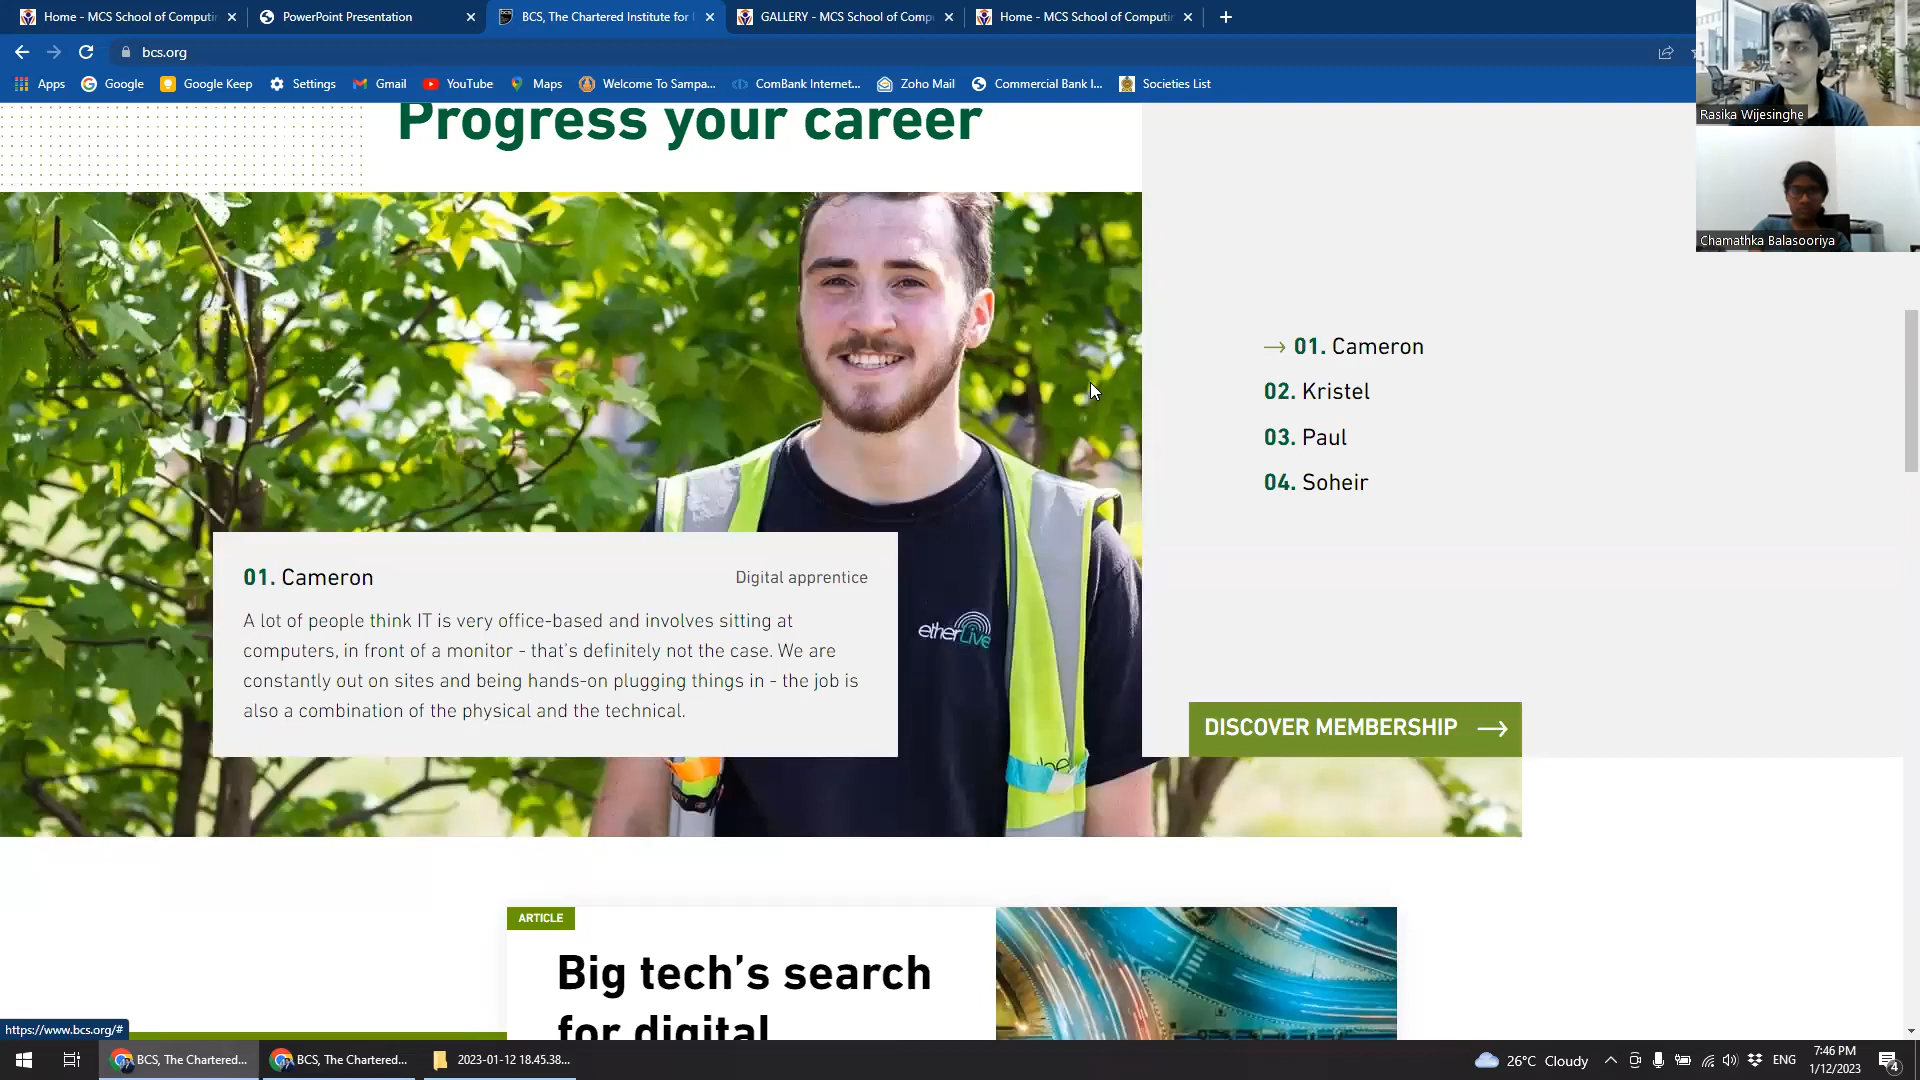 Home - MCS School of Computin
PowerPoint Presentation
BCS, The Chartered Institute for
GALLERY - MCS School of Comp
Home - MCS School of Computin
bcs.org
Apps
Google
Google Keep
Settings
Gmail
YouTube
Maps
Welcome To Sampa...
ComBank Internet...
Zoho Mail
Commercial Bank I...
Societies List
Rasika Wijesinghe
Chamathka Balasooriya
Progress your career
01. Cameron
02. Kristel
03. Paul
04. Soheir
etherLive
01. Cameron
Digital apprentice
A lot of people think IT is very office-based and involves sitting at
computers, in front of a monitor - that's definitely not the case. We are
constantly out on sites and being hands-on plugging things in - the job is
also a combination of the physical and the technical.
DISCOVER MEMBERSHIP
ARTICLE
Big tech's search
for digital
https://www.bcs.org/#
BCS, The Chartered...
BCS, The Chartered...
2023-01-12 18.45.38...
26°C Cloudy
ENG
7:46 PM
1/12/2023
4